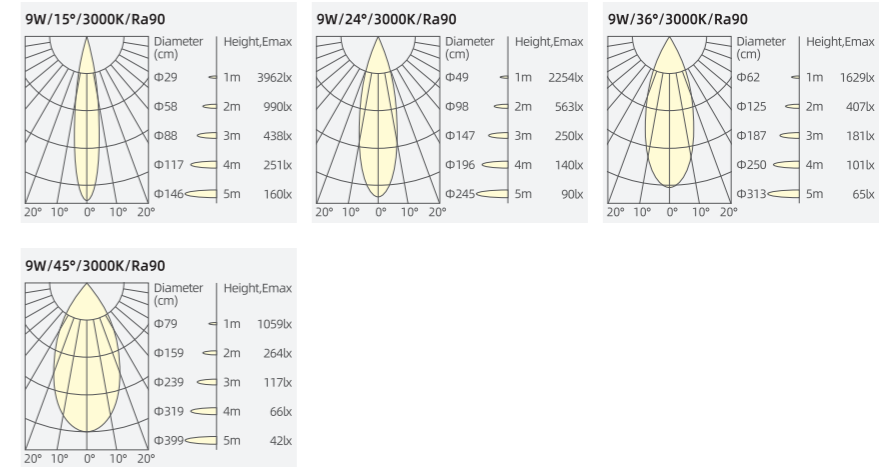 9W/15°/3000K/Ra90
Diameter Height,Emax
(cm)
Φ29 1m 3962lx
Φ58 2m 990lx
Φ88 3m 438lx
Φ117 4m 251lx
Φ146 5m 160lx
20° 10° 0° 10° 20°
9W/24°/3000K/Ra90
Diameter Height,Emax
(cm)
Φ49 1m 2254lx
Φ98 2m 563lx
Φ147 3m 250lx
Φ196 4m 140lx
Φ245 5m 90lx
20° 10° 0° 10° 20°
9W/36°/3000K/Ra90
Diameter Height,Emax
(cm)
Φ62 1m 1629lx
Φ125 2m 407lx
Φ187 3m 181lx
Φ250 4m 101lx
Φ313 5m 65lx
20° 10° 0° 10° 20°
9W/45°/3000K/Ra90
Diameter Height,Emax
(cm)
Φ79 1m 1059lx
Φ159 2m 264lx
Φ239 3m 117lx
Φ319 4m 66lx
Φ399 5m 42lx
20° 10° 0° 10° 20°